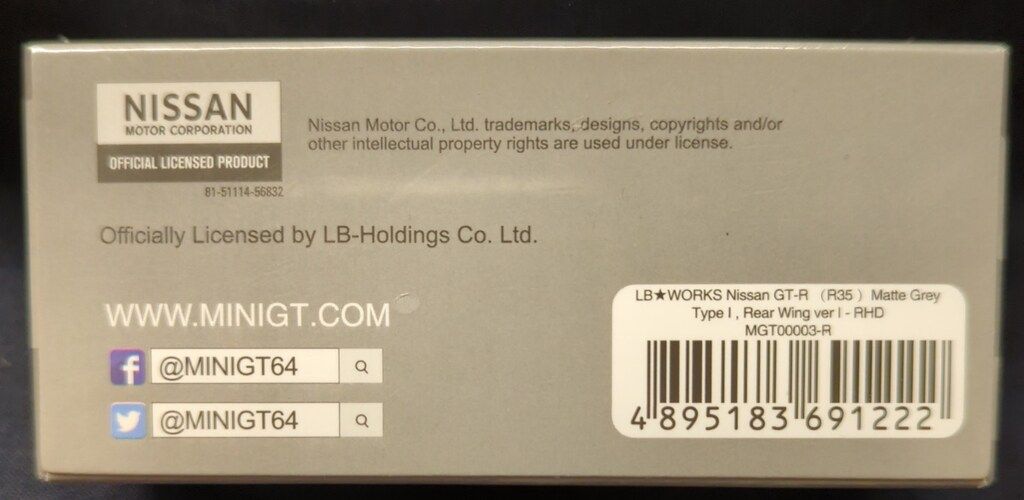 NISSAN
MOTOR CORPORATION
OFFICIAL LICENSED PRODUCT
81-51114-56832
Nissan Motor Co., Ltd. trademarks, designs, copyrights and/or
other intellectual property rights are used under license.
Officially Licensed by LB-Holdings Co. Ltd.
WWW.MINIGT.COM
f @MINIGT64
@MINIGT64
LB★WORKS Nissan GT-R （R35）Matte Grey
Type I , Rear Wing ver I - RHD
MGT00003-R
4 895183 691222